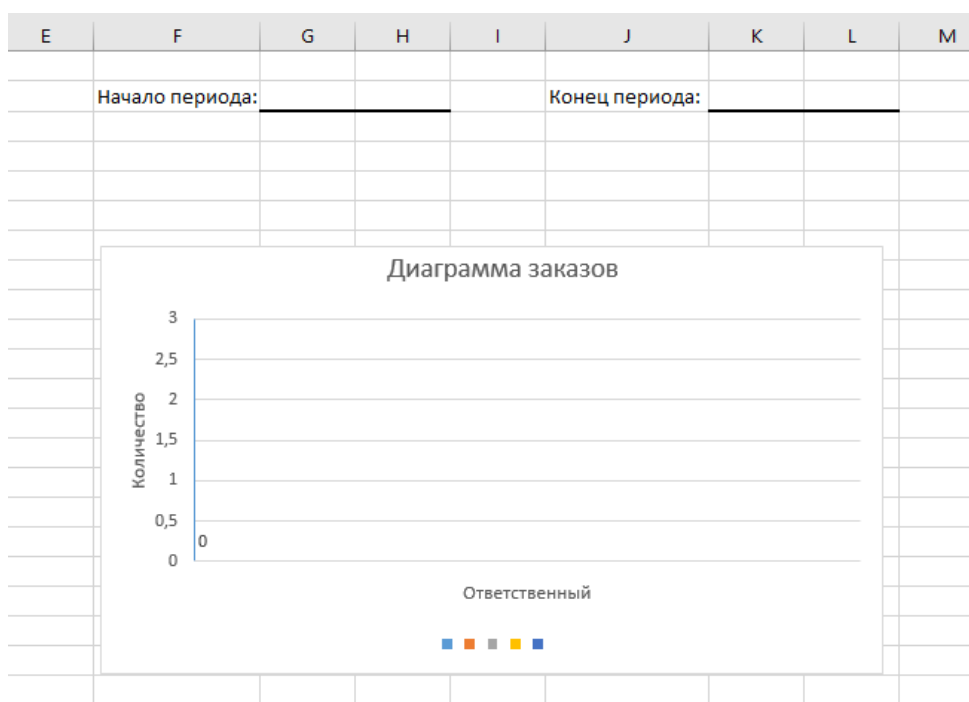 E F G H I J K L M
Начало периода: Конец периода:
Диаграмма заказов
3
2,5
2
1,5
1
0,5
0
0
Количество
Ответственный